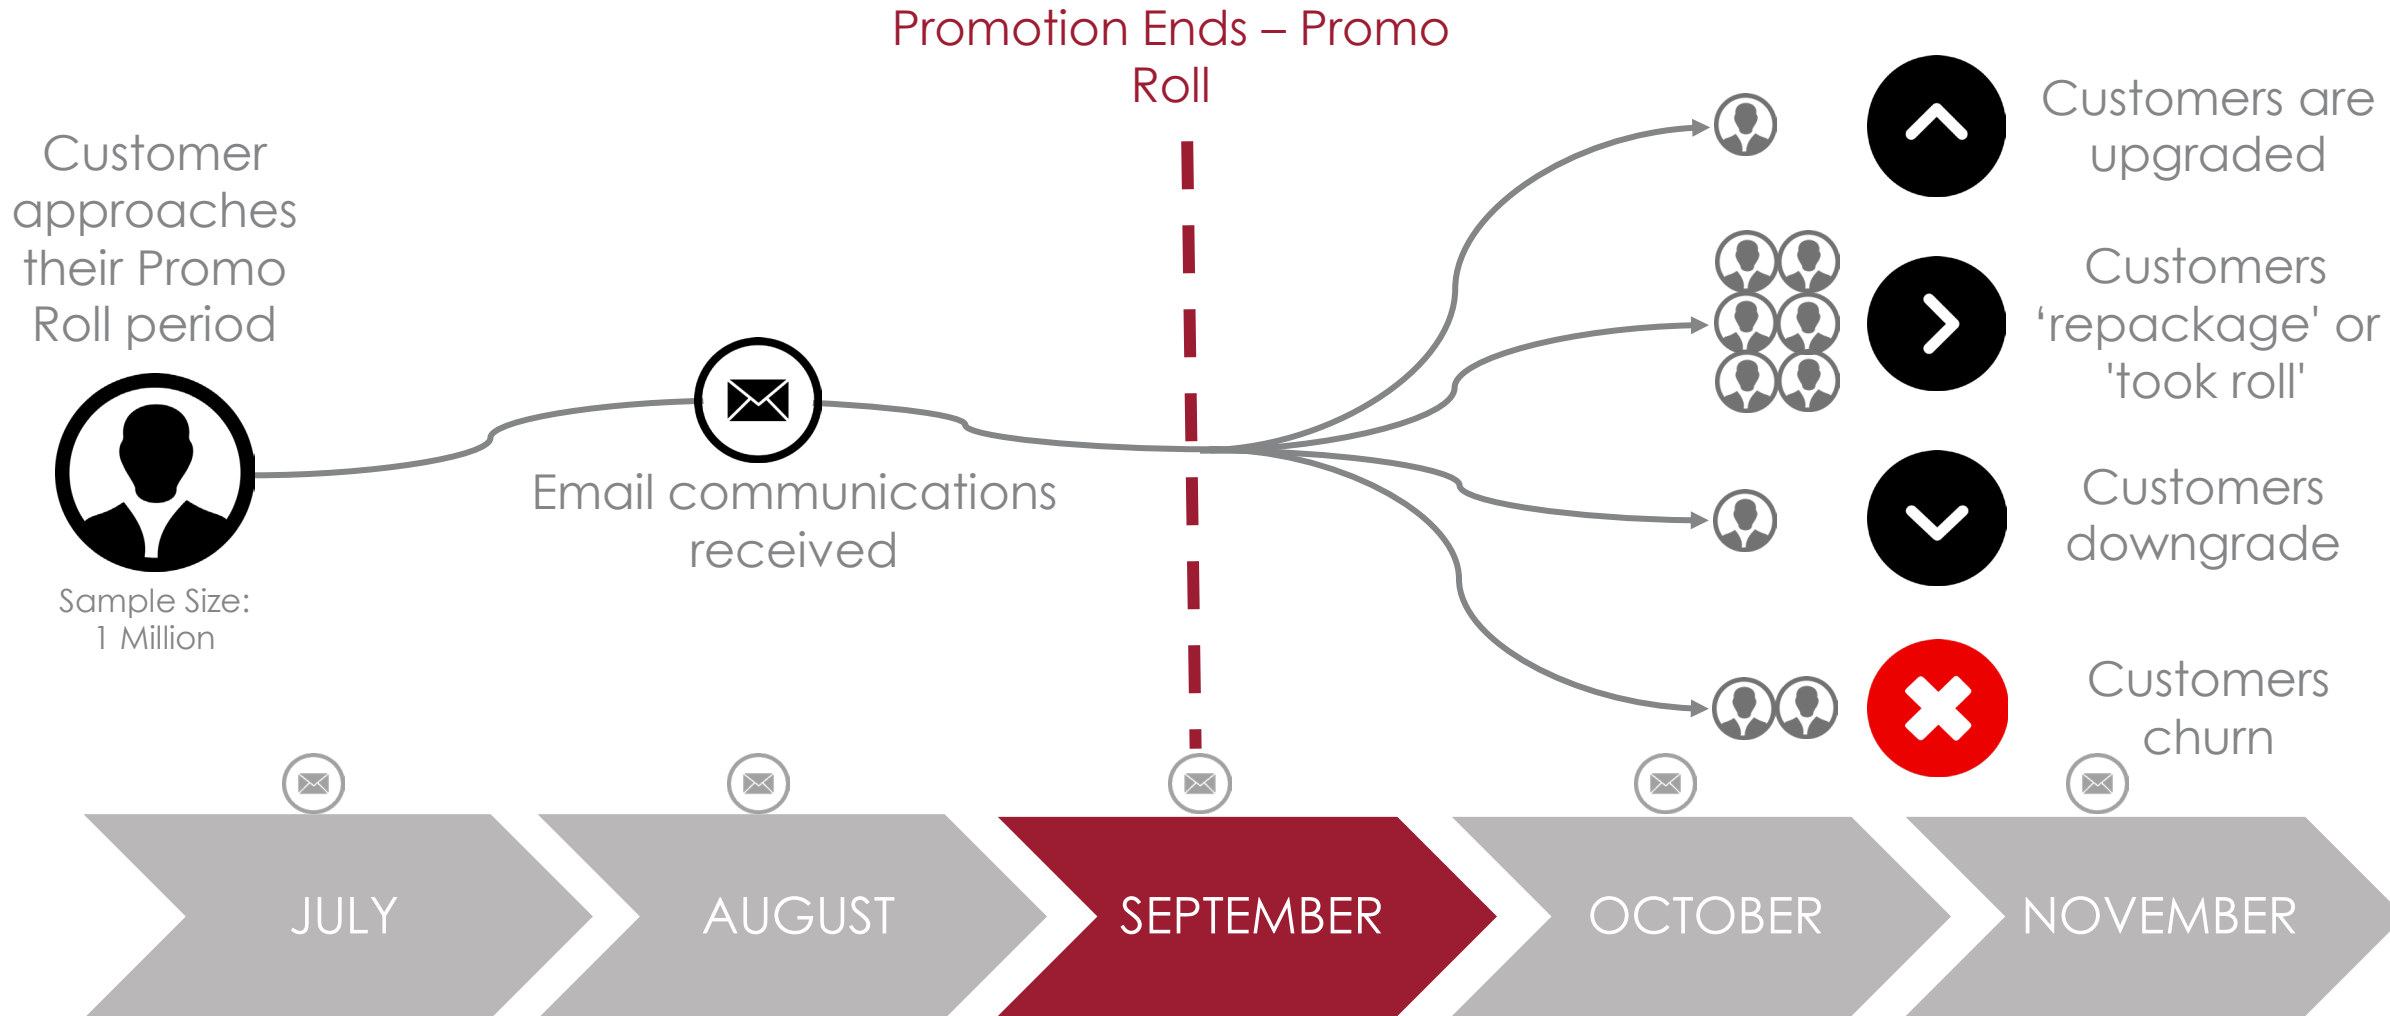 Promotion Ends – Promo
Roll
Customer
approaches
their Promo
Roll period
Sample Size:
1 Million
Email communications
received
Customers are
upgraded
Customers
‘repackage' or
'took roll'
Customers
downgrade
Customers
churn
JULY
AUGUST
SEPTEMBER
OCTOBER
NOVEMBER